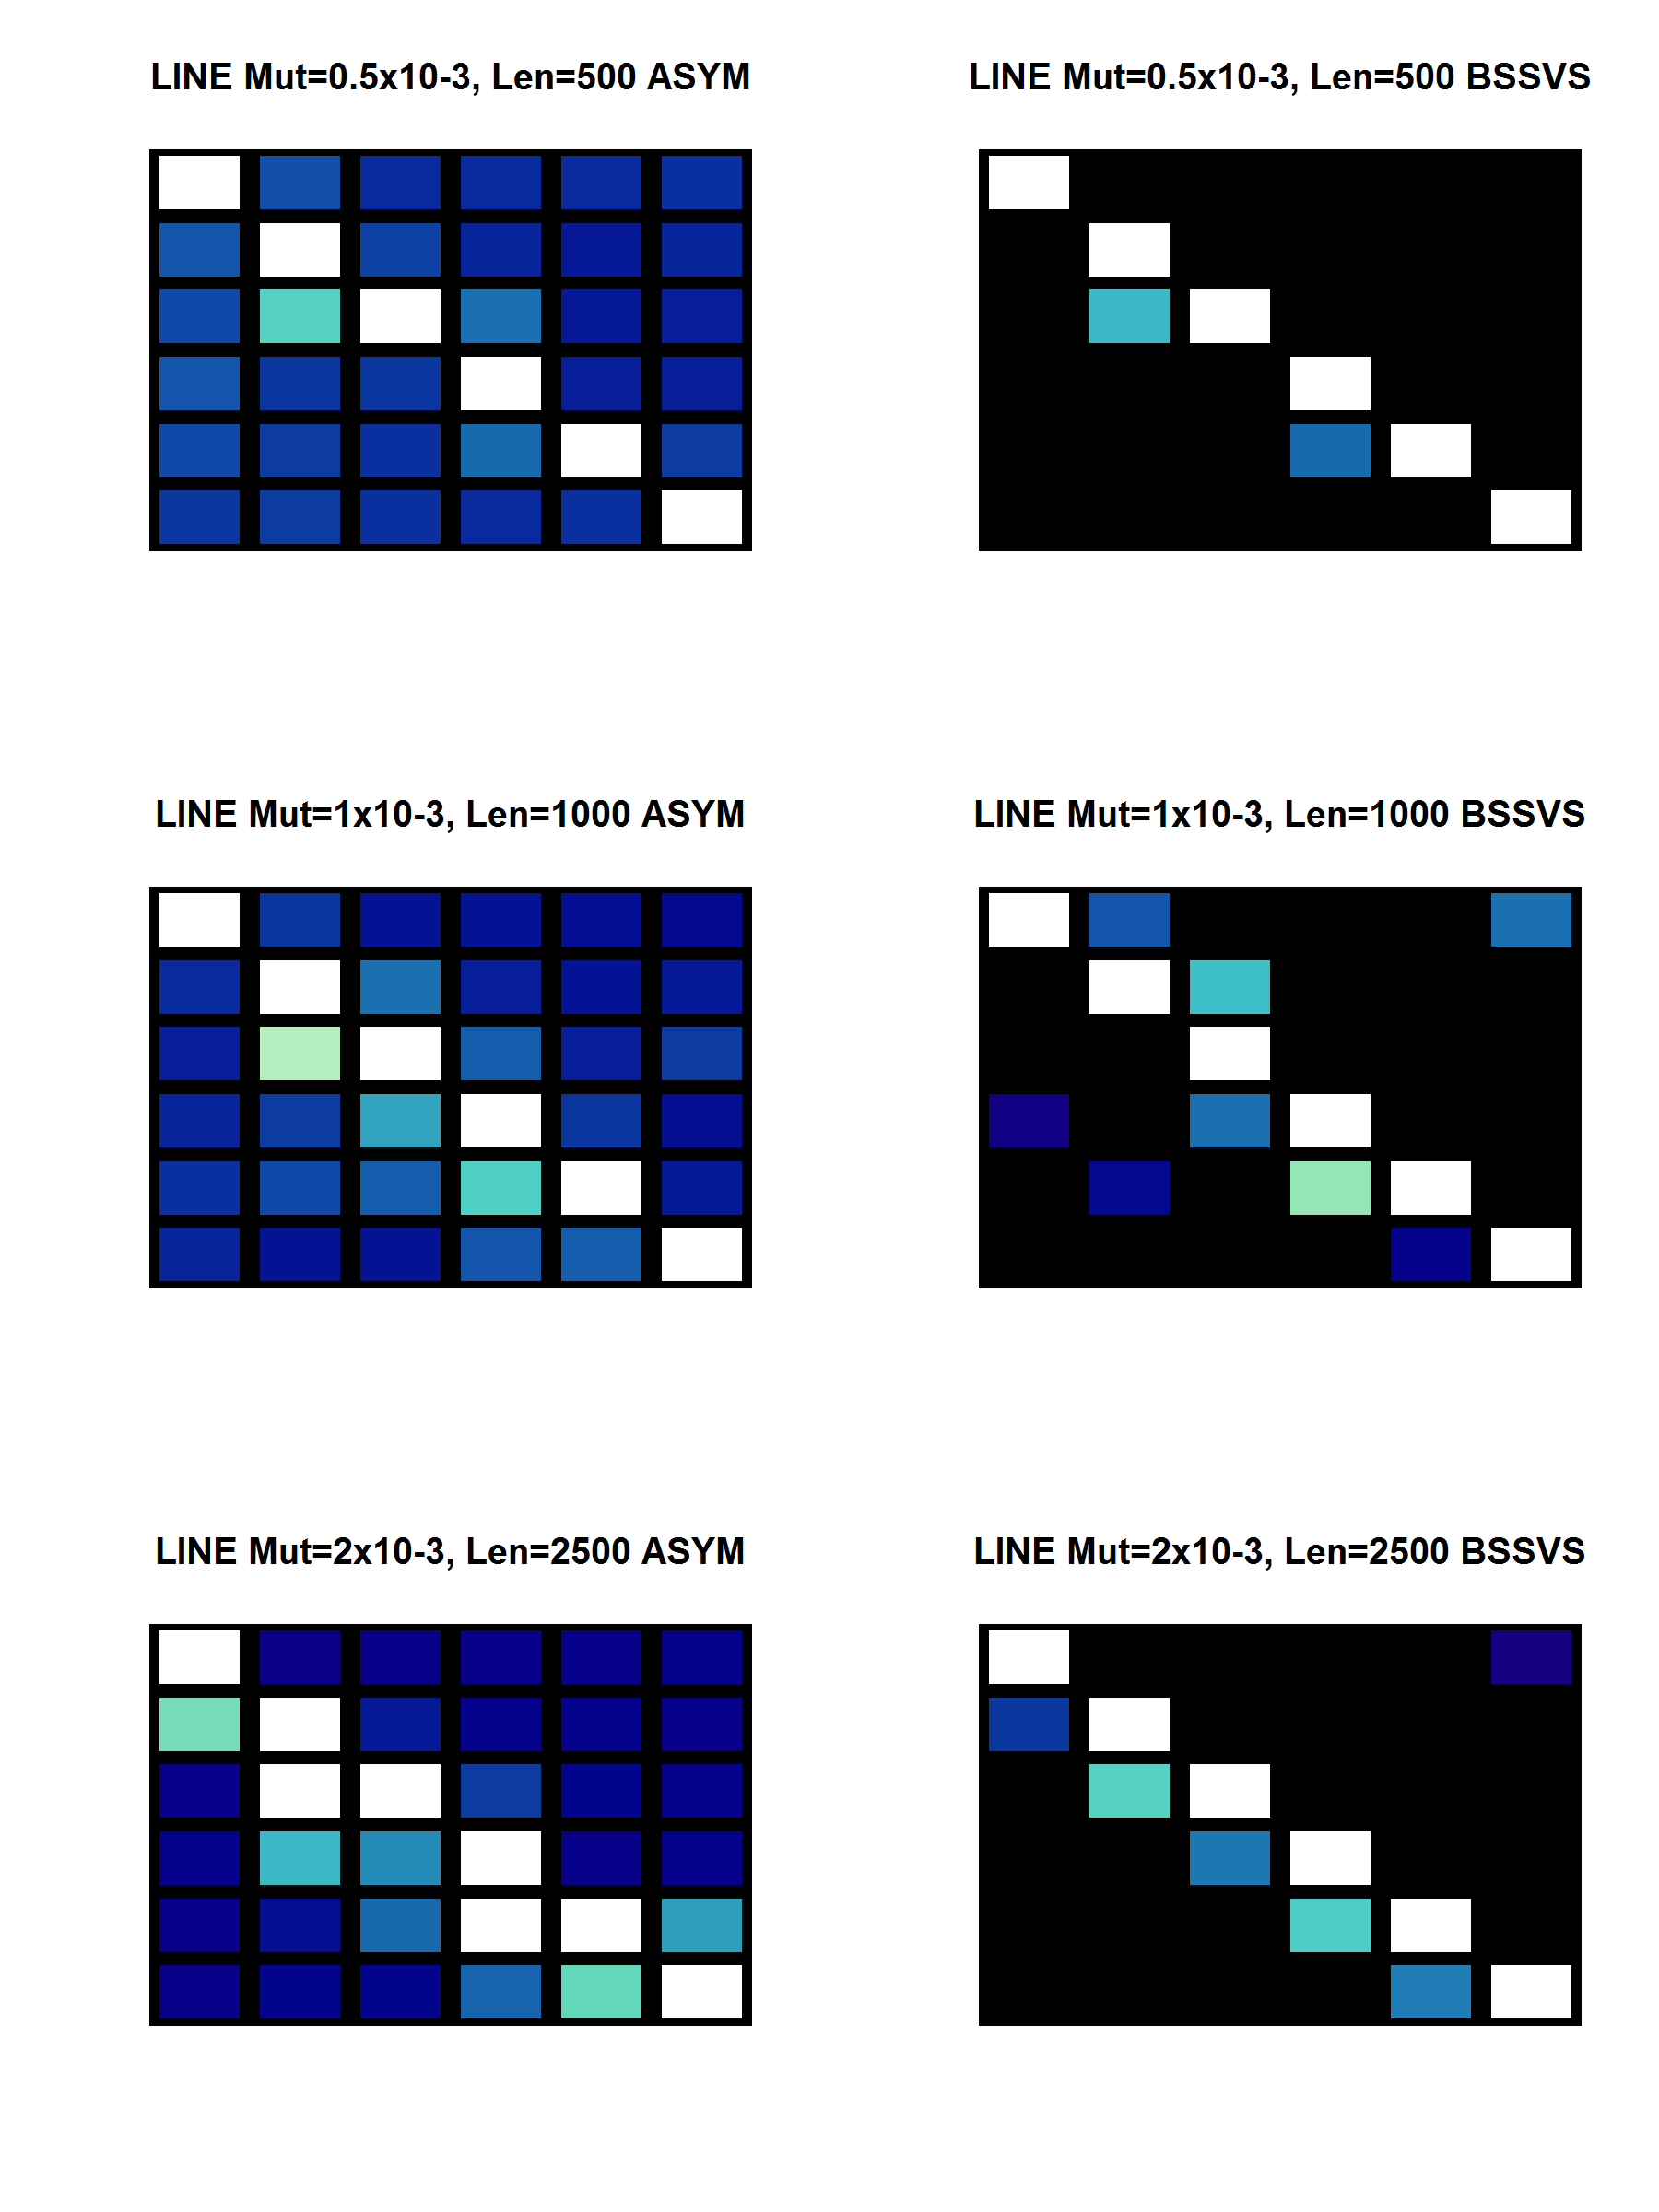 LINE Mut=0.5x10-3, Len=500 ASYM
LINE Mut=0.5x10-3, Len=500 BSSVS
LINE Mut=1x10-3, Len=1000 ASYM
LINE Mut=1x10-3, Len=1000 BSSVS
LINE Mut=2x10-3, Len=2500 ASYM
LINE Mut=2x10-3, Len=2500 BSSVS